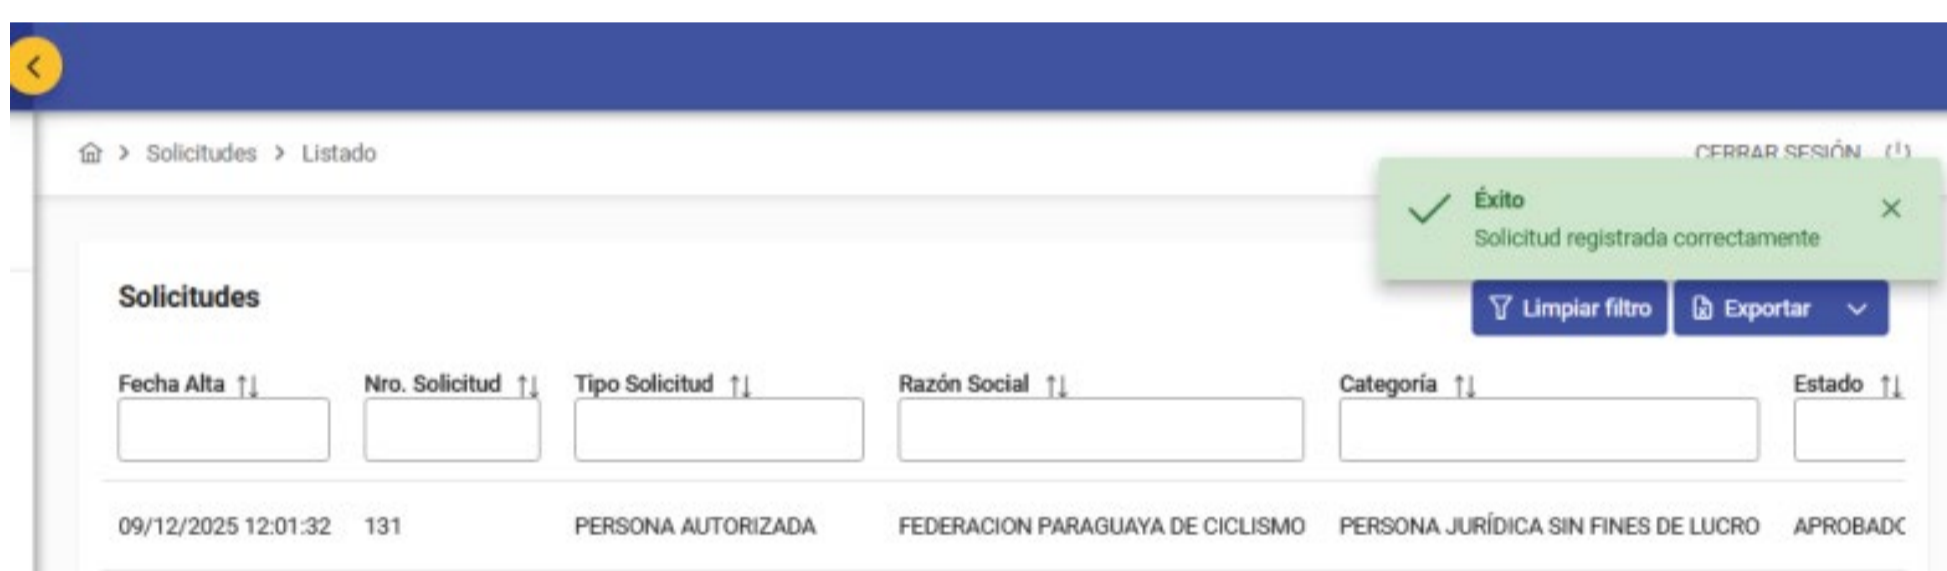 Solicitudes > Listado
CERRAR SESIÓN
Éxito
Solicitud registrada correctamente
Solicitudes
Limpiar filtro
Exportar
Fecha Alta Nro. Solicitud Tipo Solicitud Razón Social Categoría Estado
09/12/2025 12:01:32 131 PERSONA AUTORIZADA FEDERACION PARAGUAYA DE CICLISMO PERSONA JURÍDICA SIN FINES DE LUCRO APROBADO